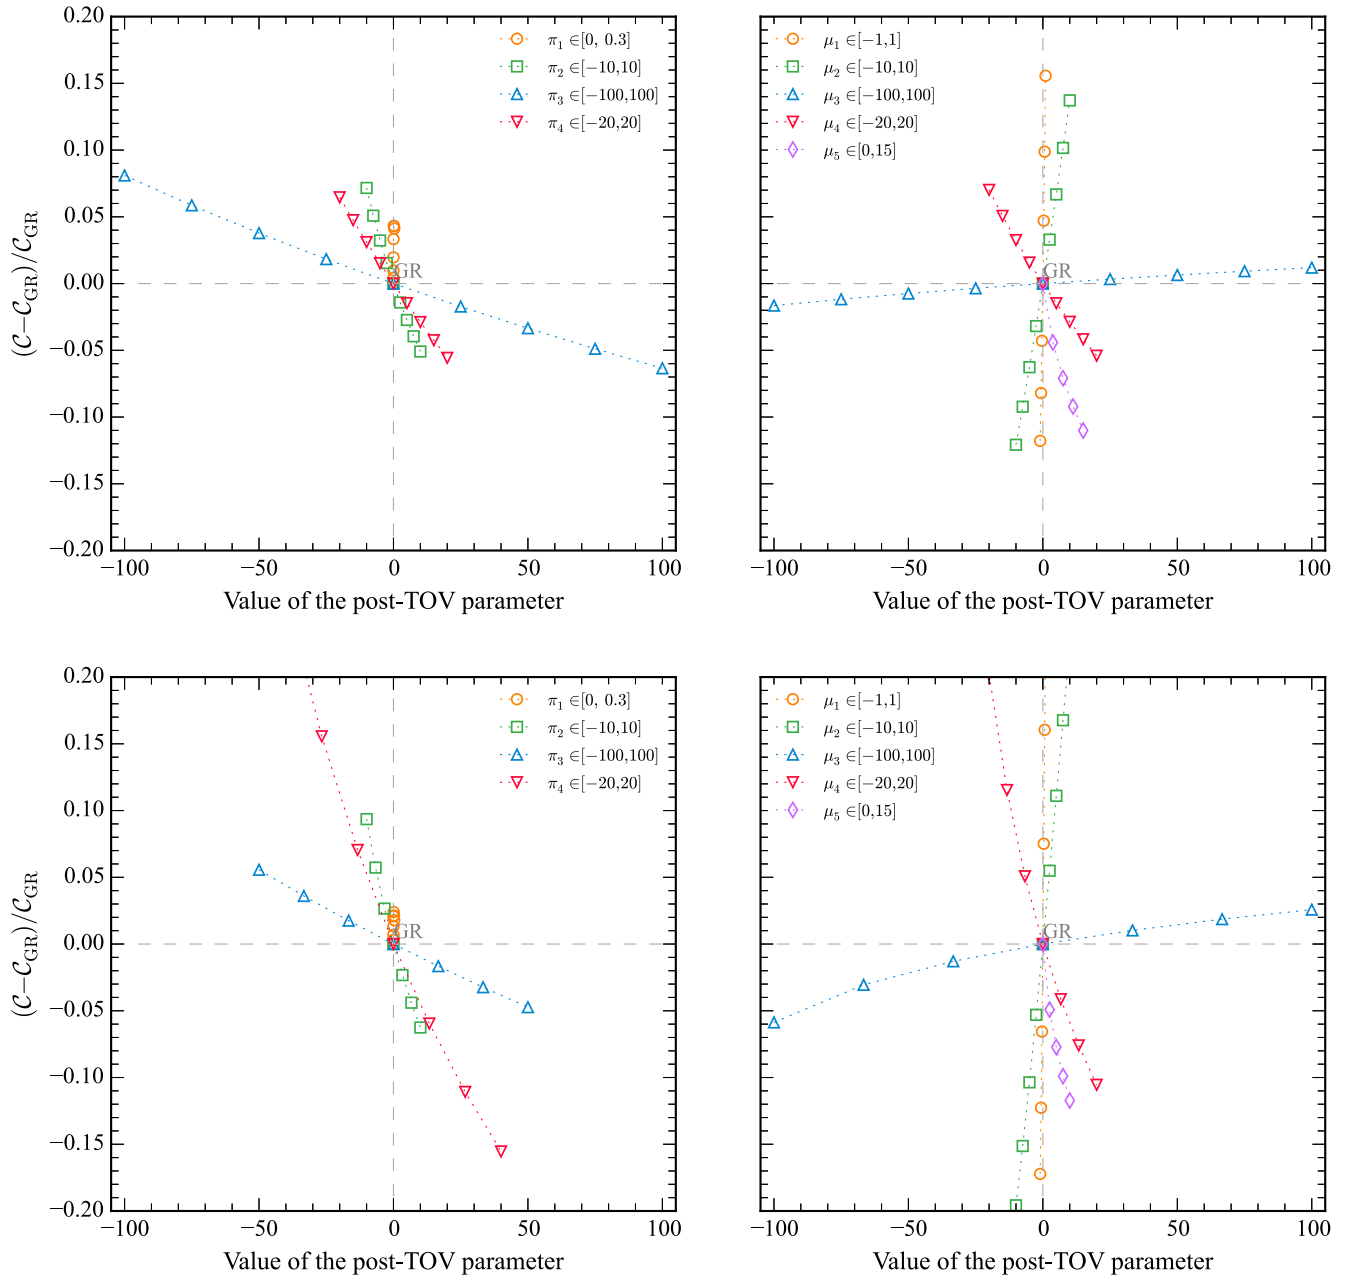 0.20
0.15
0.10
0.05
0.00
−0.05
−0.10
−0.15
−0.20
(𝒞−𝒞_GR)/𝒞_GR
π₁ ∈[0, 0.3]
π₂ ∈[−10,10]
π₃ ∈[−100,100]
π₄ ∈[−20,20]
GR
−100 −50 0 50 100
Value of the post-TOV parameter
μ₁ ∈[−1,1]
μ₂ ∈[−10,10]
μ₃ ∈[−100,100]
μ₄ ∈[−20,20]
μ₅ ∈[0,15]
GR
−100 −50 0 50 100
Value of the post-TOV parameter
0.20
0.15
0.10
0.05
0.00
−0.05
−0.10
−0.15
−0.20
(𝒞−𝒞_GR)/𝒞_GR
π₁ ∈[0, 0.3]
π₂ ∈[−10,10]
π₃ ∈[−100,100]
π₄ ∈[−20,20]
GR
−100 −50 0 50 100
Value of the post-TOV parameter
μ₁ ∈[−1,1]
μ₂ ∈[−10,10]
μ₃ ∈[−100,100]
μ₄ ∈[−20,20]
μ₅ ∈[0,15]
GR
−100 −50 0 50 100
Value of the post-TOV parameter